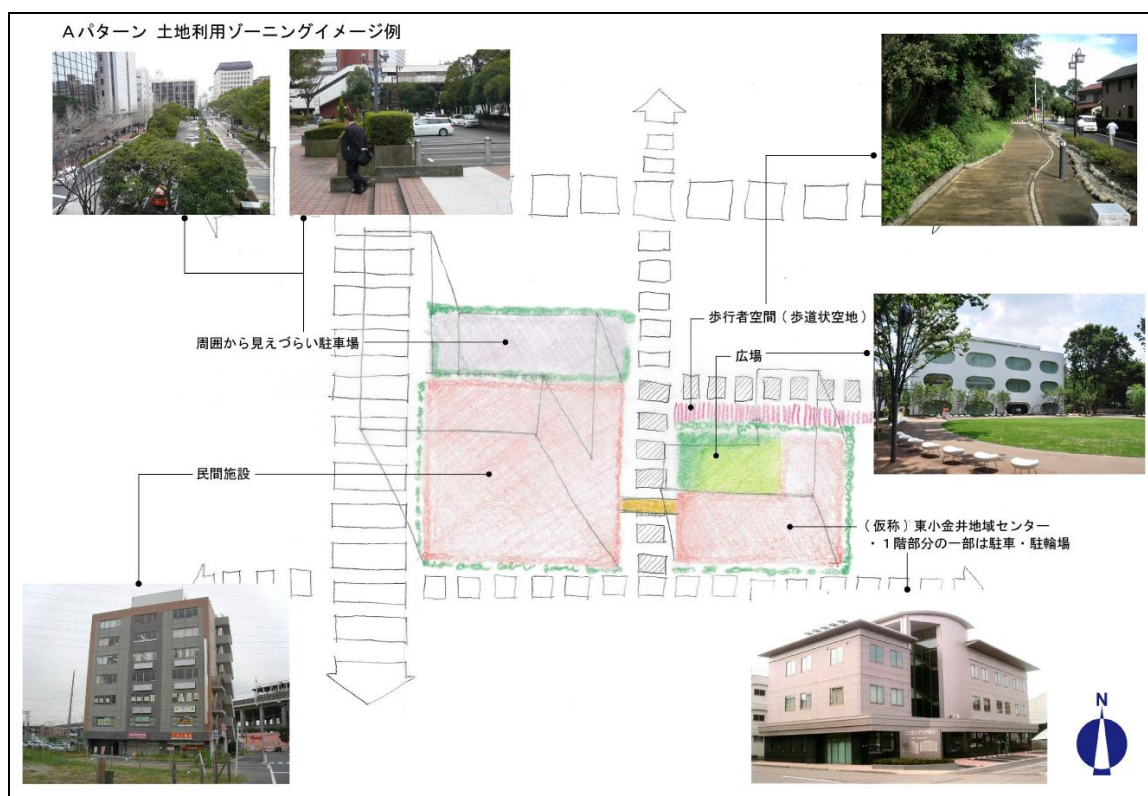 Aパターン 土地利用ゾーニングイメージ例
歩行者空間(歩道状空地)
周囲から見えづらい駐車場
広場
民間施設
(仮称)東小金井地域センター
・1階部分の一部は駐車・駐輪場
N